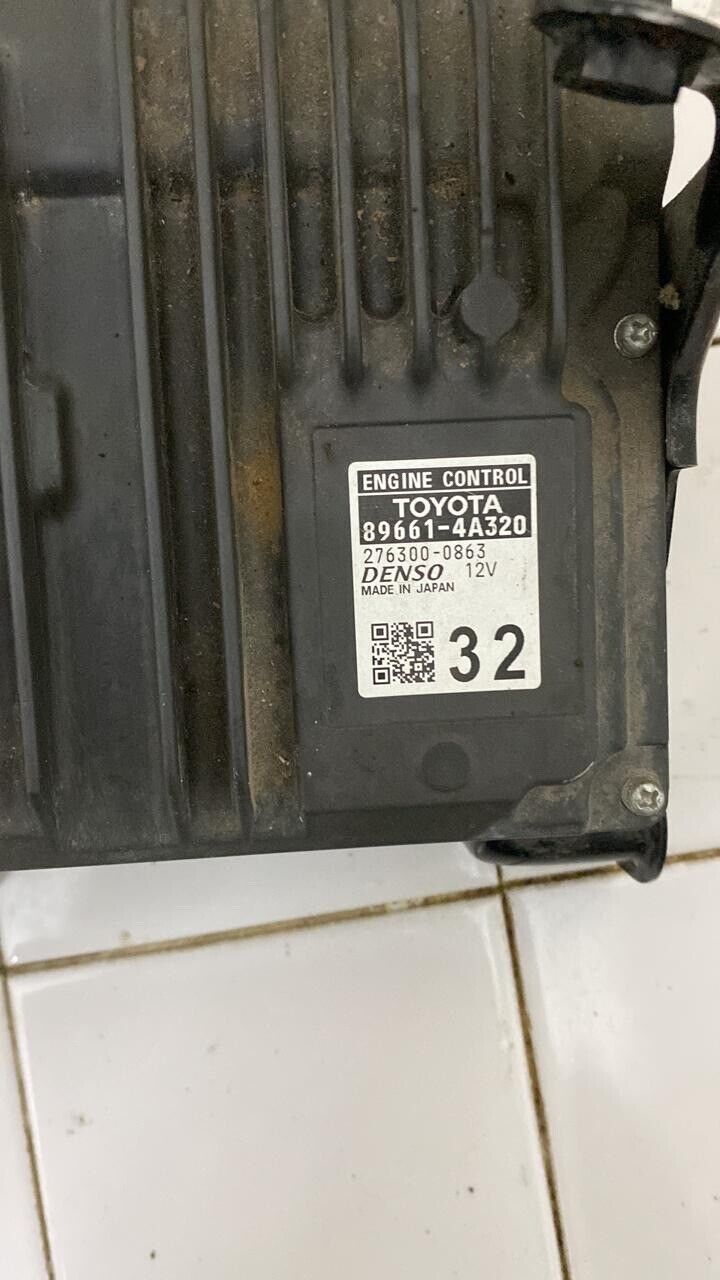 ENGINE CONTROL
TOYOTA
89661-4A320
276300-0863
DENSO 12V
MADE IN JAPAN
32